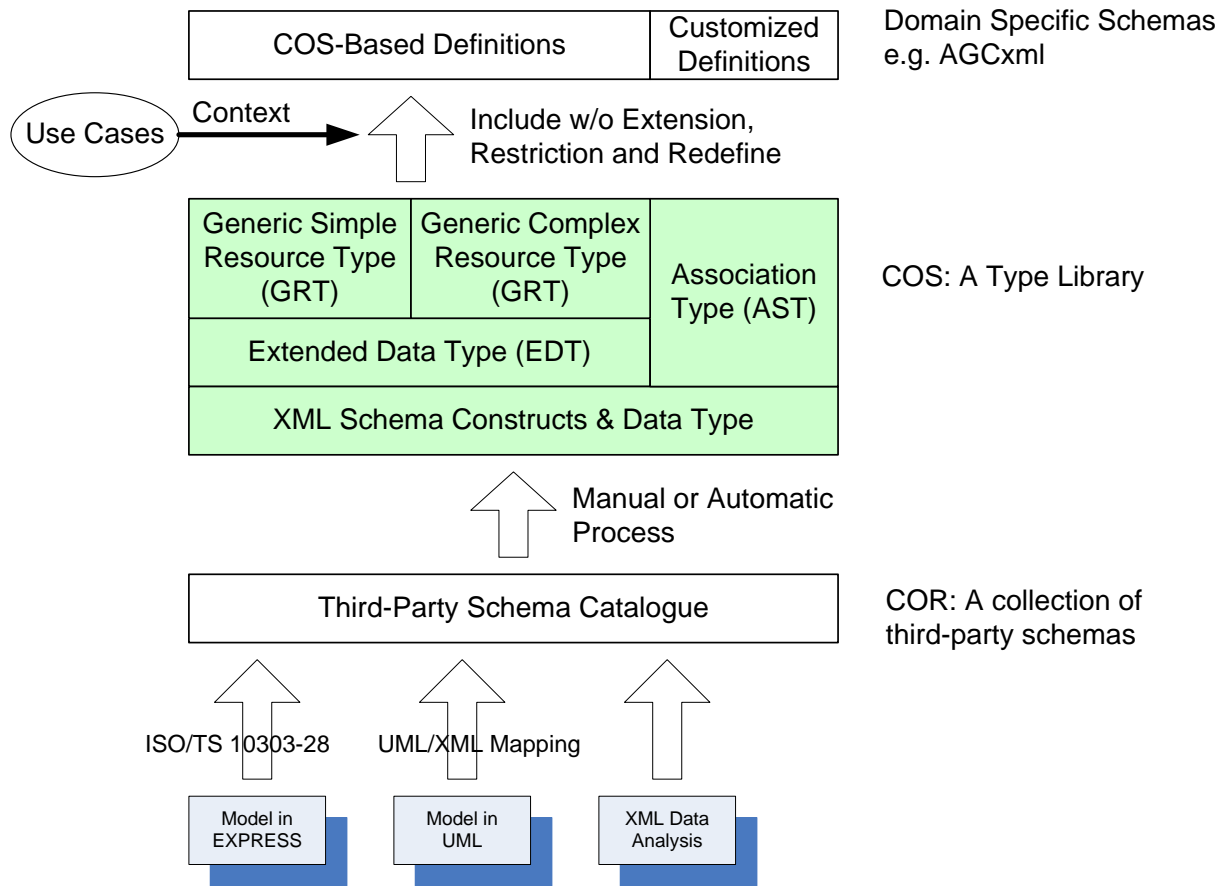 COS-Based Definitions
Customized
Definitions
Domain Specific Schemas
e.g. AGCxml
Use Cases
Context
Include w/o Extension,
Restriction and Redefine
Generic Simple
Resource Type
(GRT)
Generic Complex
Resource Type
(GRT)
Association
Type (AST)
COS: A Type Library
Extended Data Type (EDT)
XML Schema Constructs & Data Type
Manual or Automatic
Process
Third-Party Schema Catalogue
COR: A collection of
third-party schemas
ISO/TS 10303-28
UML/XML Mapping
Model in
EXPRESS
Model in
UML
XML Data
Analysis